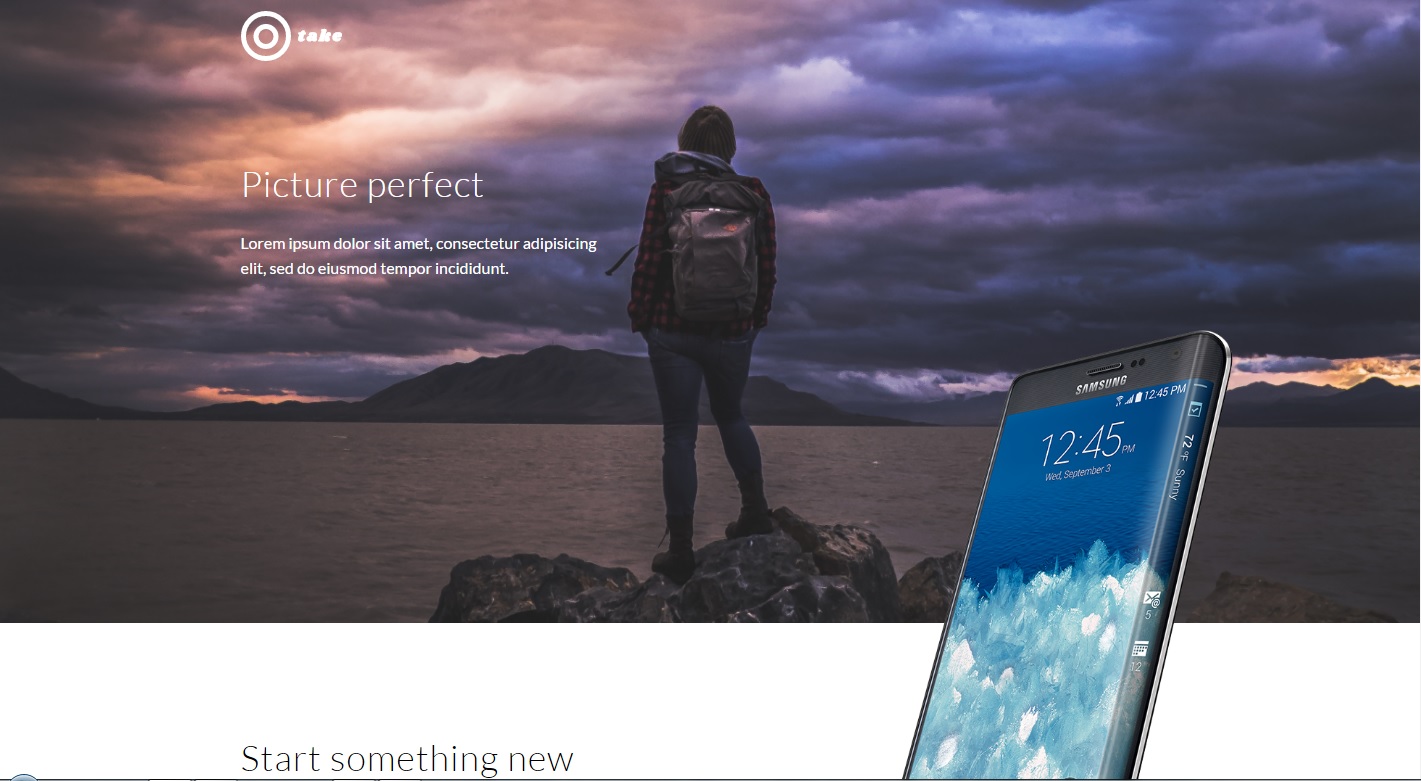 take
Picture perfect
Lorem ipsum dolor sit amet, consectetur adipisicing
elit, sed do eiusmod tempor incididunt.
SAMSUNG
12:45 PM
12:45 PM
Wed, September 3
72 °F Sunny
5
12
Start something new